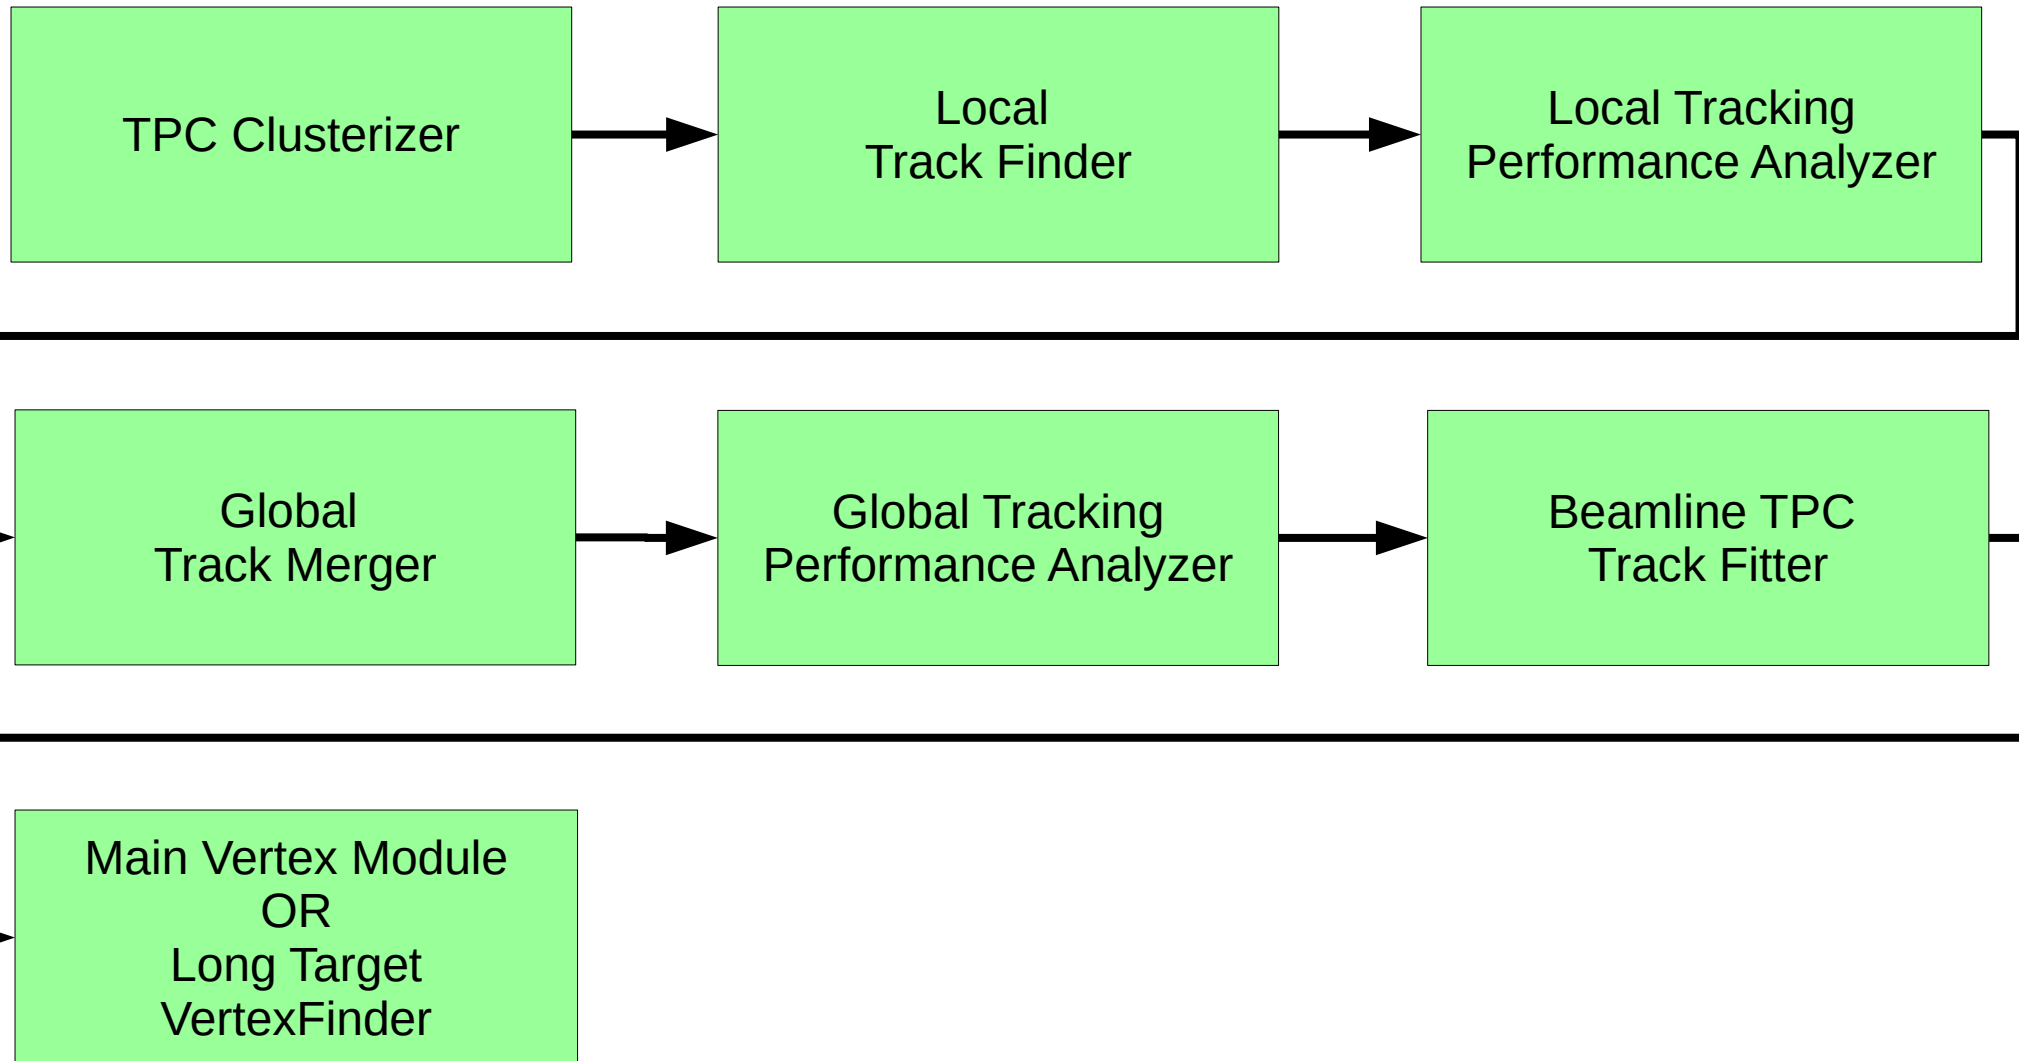 TPC Clusterizer
Local
Track Finder
Local Tracking
Performance Analyzer
Global
Track Merger
Global Tracking
Performance Analyzer
Beamline TPC
Track Fitter
Main Vertex Module
OR
Long Target
VertexFinder